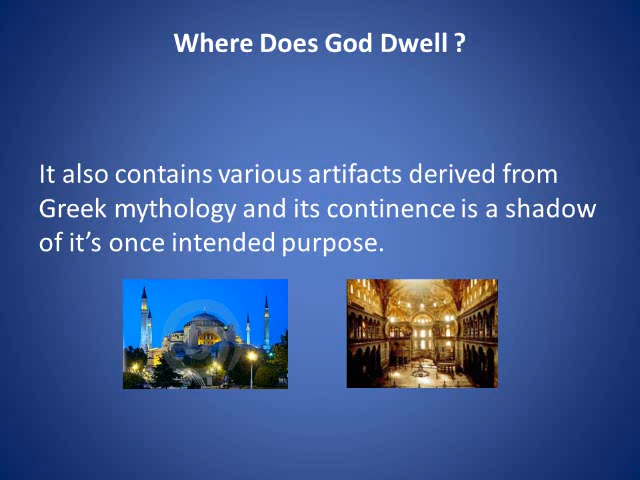 Where Does God Dwell ?
It also contains various artifacts derived from
Greek mythology and its continence is a shadow
of it’s once intended purpose.